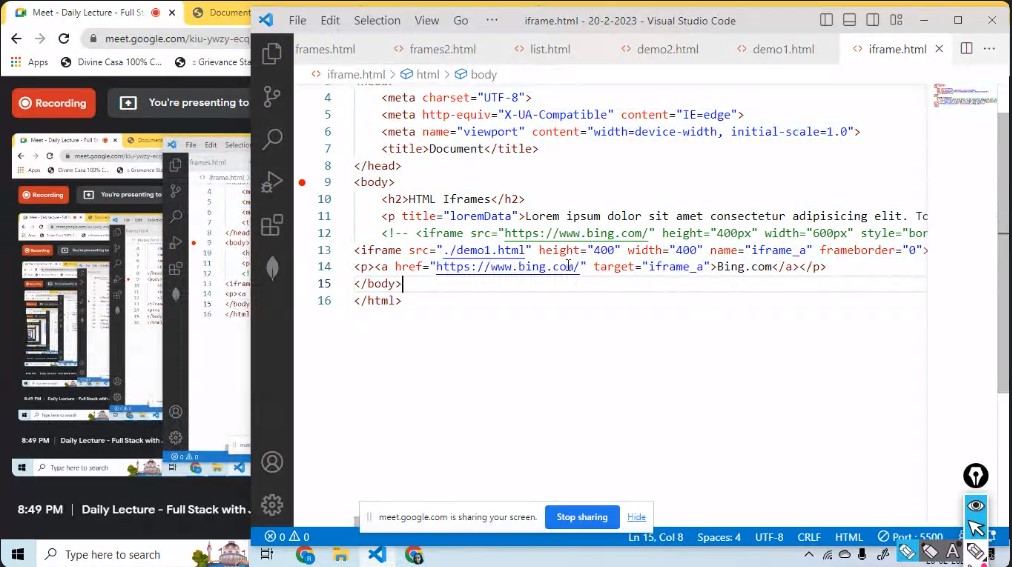 Meet - Daily Lecture - Full St
Document
meet.google.com/kiu-ywzy-ecq
Apps
Divine Casa 100% C...
Grievance St
Recording
You're presenting to
8:49 PM | Daily Lecture - Full Stack with
8:49 PM | Daily Lecture - Full Stack with .
Type here to search
File Edit Selection View Go ··· iframe.html - 20-2-2023 - Visual Studio Code
frames.html
frames2.html
list.html
demo2.html
demo1.html
iframe.html
iframe.html > html > body
4 <meta charset="UTF-8">
5 <meta http-equiv="X-UA-Compatible" content="IE=edge">
6 <meta name="viewport" content="width=device-width, initial-scale=1.0">
7 <title>Document</title>
8 </head>
9 <body>
10 <h2>HTML Iframes</h2>
11 <p title="loremData">Lorem ipsum dolor sit amet consectetur adipisicing elit. To
12 <!-- <iframe src="https://www.bing.com/" height="400px" width="600px" style="bor
13 <iframe src="./demo1.html" height="400" width="400" name="iframe_a" frameborder="0">
14 <p><a href="https://www.bing.com/" target="iframe_a">Bing.com</a></p>
15 </body>
16 </html>
meet.google.com is sharing your screen.
Stop sharing
Hide
0 0
Ln 15, Col 8
Spaces: 4
UTF-8
CRLF
HTML
Port : 5500